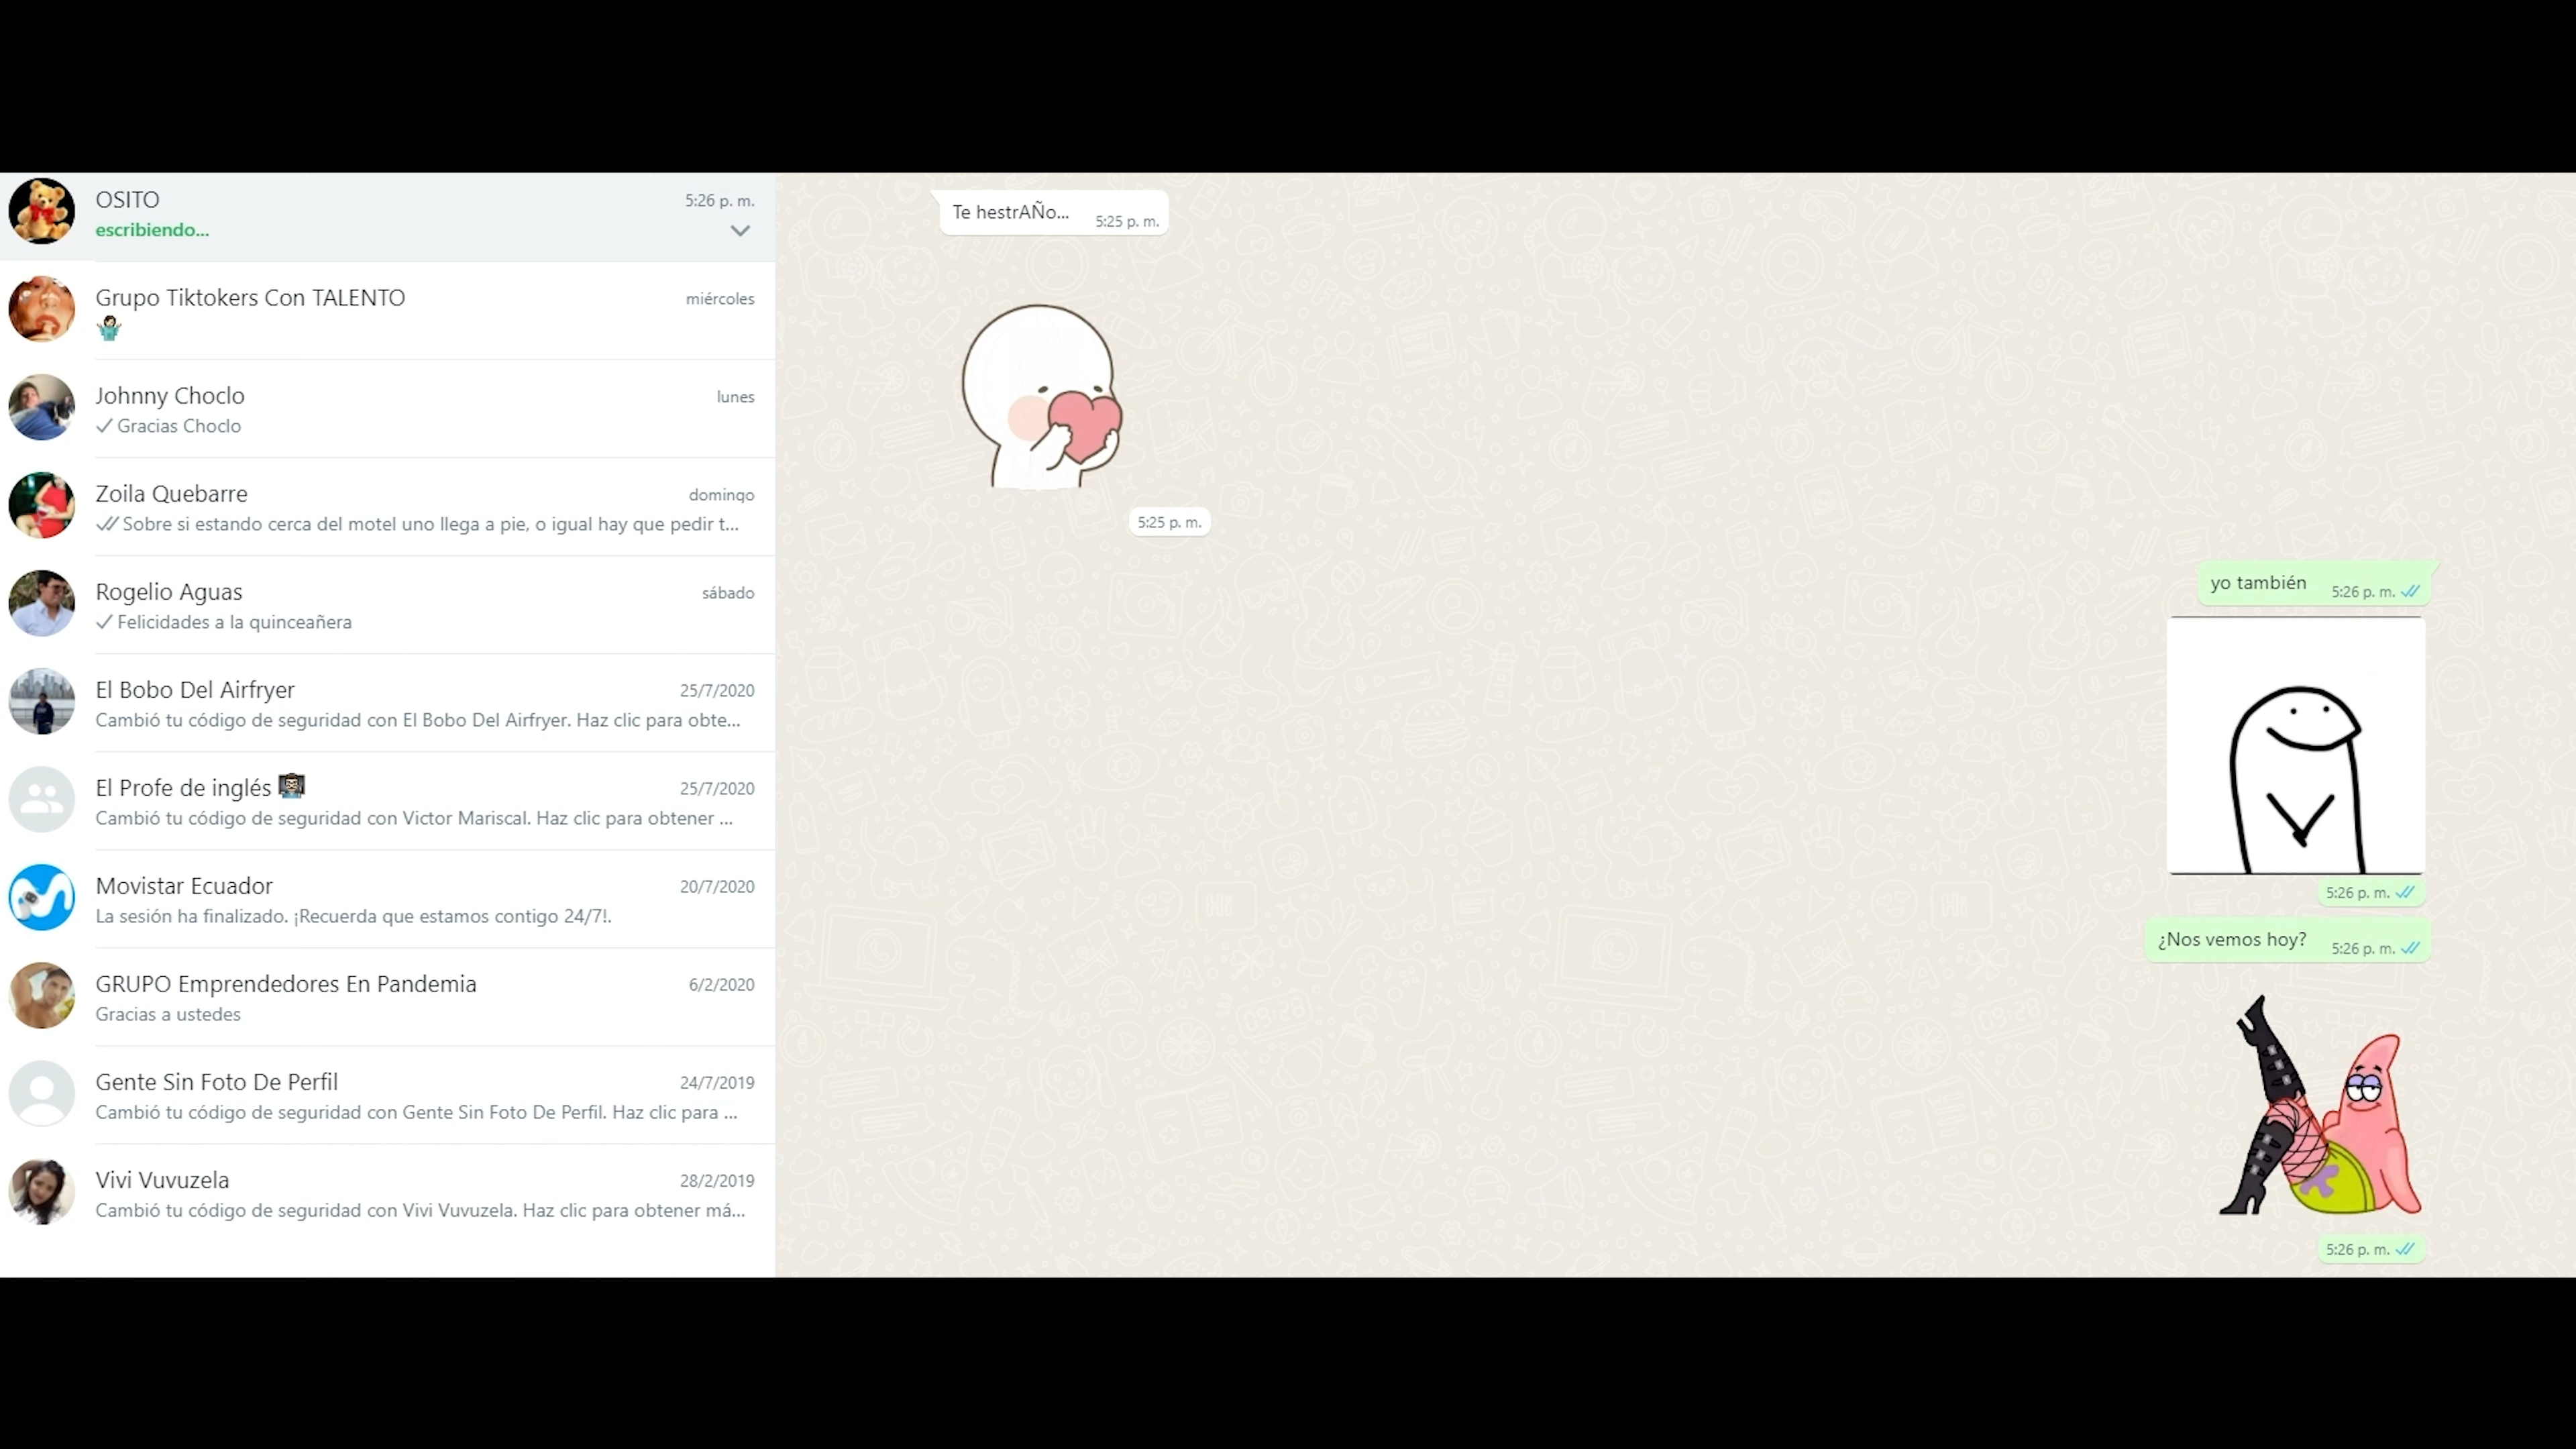 OSITO
5:26 p. m.
escribiendo...
Grupo Tiktokers Con TALENTO
miércoles
Johnny Choclo
lunes
Gracias Choclo
Zoila Quebarre
domingo
Sobre si estando cerca del motel uno llega a pie, o igual hay que pedir t...
Rogelio Aguas
sábado
Felicidades a la quinceañera
El Bobo Del Airfryer
25/7/2020
Cambió tu código de seguridad con El Bobo Del Airfryer. Haz clic para obte...
El Profe de inglés
25/7/2020
Cambió tu código de seguridad con Victor Mariscal. Haz clic para obtener ...
Movistar Ecuador
20/7/2020
La sesión ha finalizado. ¡Recuerda que estamos contigo 24/7!.
GRUPO Emprendedores En Pandemia
6/2/2020
Gracias a ustedes
Gente Sin Foto De Perfil
24/7/2019
Cambió tu código de seguridad con Gente Sin Foto De Perfil. Haz clic para ...
Vivi Vuvuzela
28/2/2019
Cambió tu código de seguridad con Vivi Vuvuzela. Haz clic para obtener má...
Te hestrAÑo...
5:25 p. m.
5:25 p. m.
yo también
5:26 p. m.
5:26 p. m.
¿Nos vemos hoy?
5:26 p. m.
5:26 p. m.